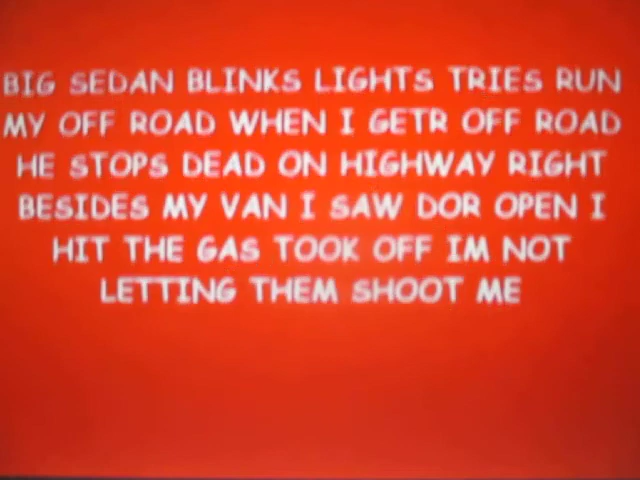 BIG SEDAN BLINKS LIGHTS TRIES RUN
MY OFF ROAD WHEN I GETR OFF ROAD
HE STOPS DEAD ON HIGHWAY RIGHT
BESIDES MY VAN I SAW DOR OPEN I
HIT THE GAS TOOK OFF IM NOT
LETTING THEM SHOOT ME